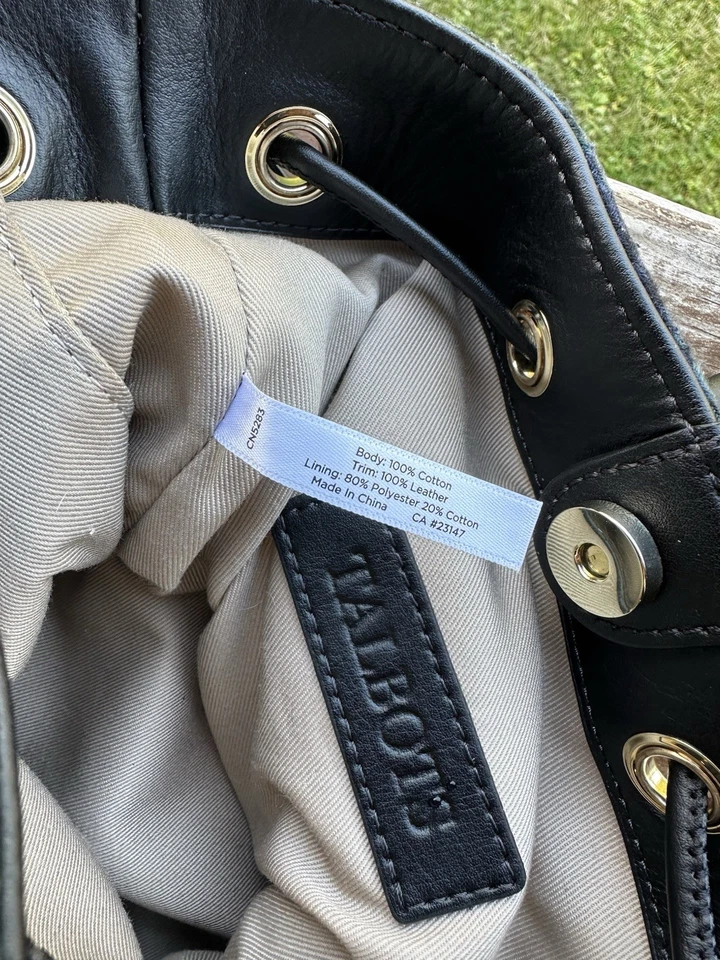 CN5283
Body: 100% Cotton
Trim: 100% Leather
Lining: 80% Polyester 20% Cotton
Made In China CA #23147
TALBOTS